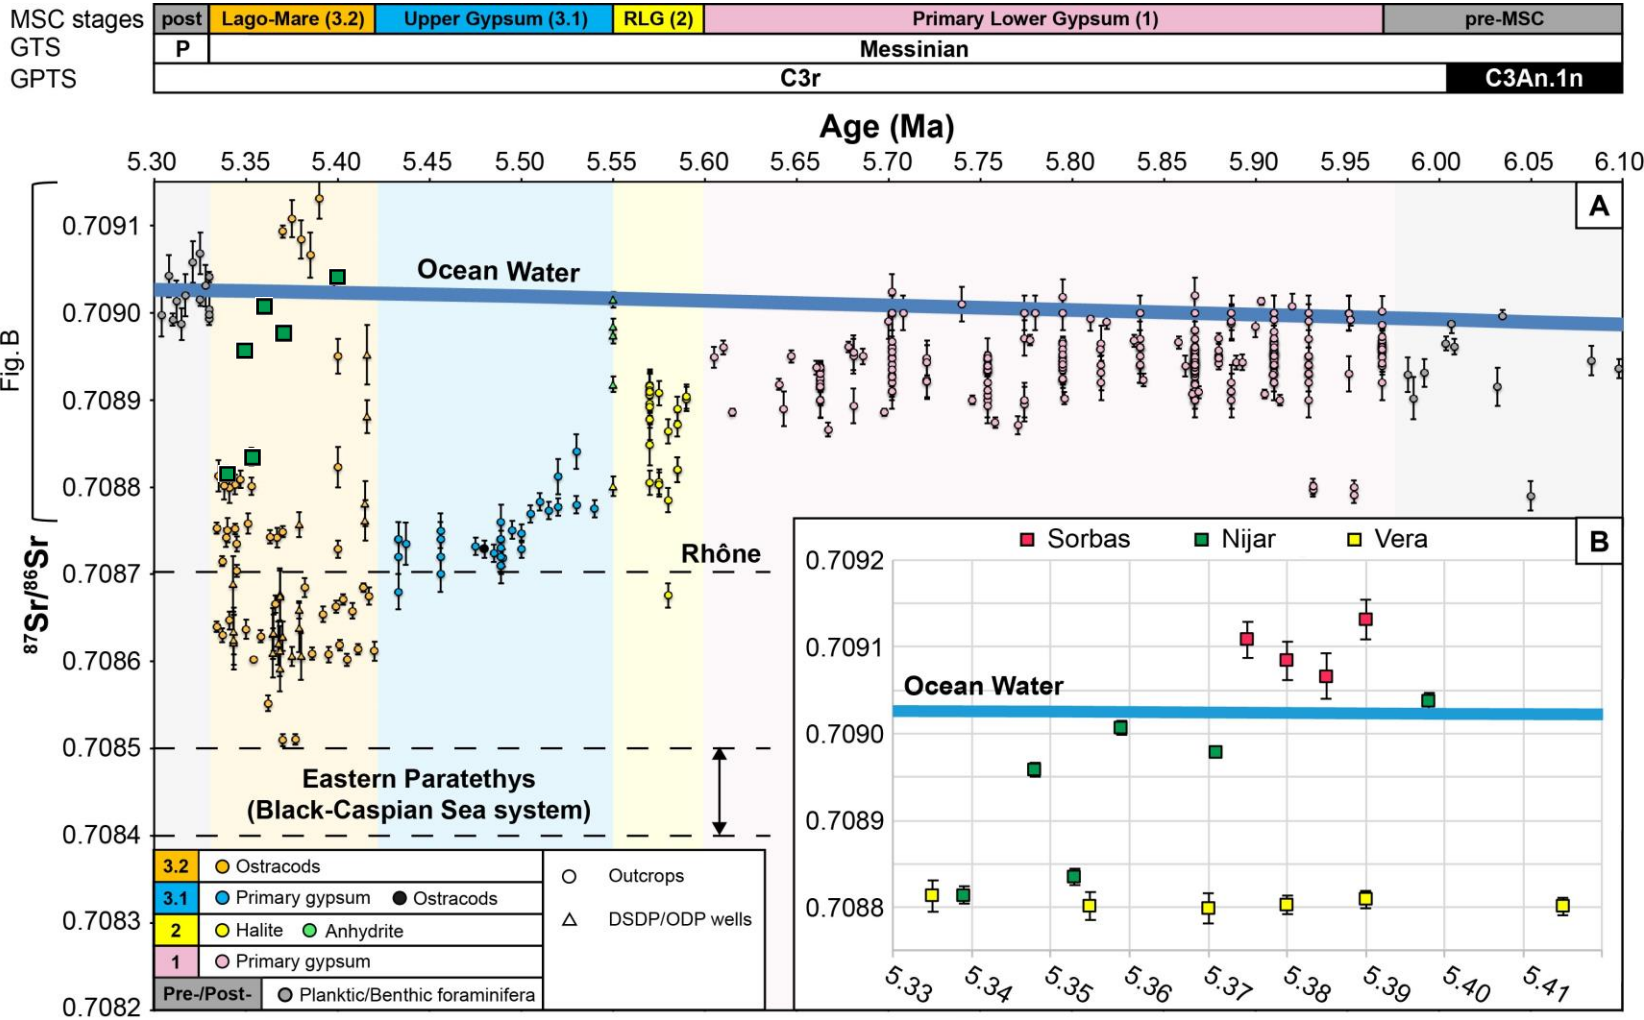 MSC stages post Lago-Mare (3.2) Upper Gypsum (3.1) RLG (2) Primary Lower Gypsum (1) pre-MSC
GTS P Messinian
GPTS C3r C3An.1n
Age (Ma)
5.30 5.35 5.40 5.45 5.50 5.55 5.60 5.65 5.70 5.75 5.80 5.85 5.90 5.95 6.00 6.05 6.10
A
Fig. B
⁸⁷Sr/⁸⁶Sr
0.7091
0.7090
0.7089
0.7088
0.7087
0.7086
0.7085
0.7084
0.7083
0.7082
Ocean Water
Rhône
Eastern Paratethys
(Black-Caspian Sea system)
3.2 Ostracods
3.1 Primary gypsum Ostracods
2 Halite Anhydrite
1 Primary gypsum
Pre-/Post- Planktic/Benthic foraminifera
Outcrops
DSDP/ODP wells
Sorbas Nijar Vera
B
0.7092
0.7091
0.7090
0.7089
0.7088
Ocean Water
5.33 5.34 5.35 5.36 5.37 5.38 5.39 5.40 5.41